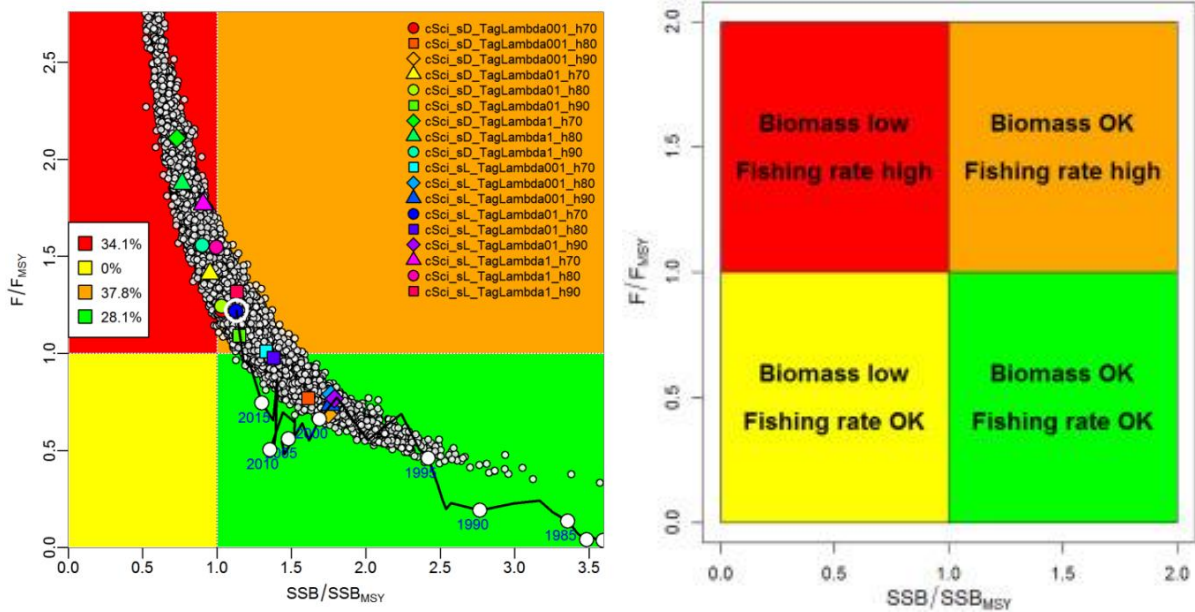 2.5
2.0
1.5
1.0
0.5
0.0
F/FMSY
cSci_sD_TagLambda001_h70
cSci_sD_TagLambda001_h80
cSci_sD_TagLambda001_h90
cSci_sD_TagLambda01_h70
cSci_sD_TagLambda01_h80
cSci_sD_TagLambda01_h90
cSci_sD_TagLambda1_h70
cSci_sD_TagLambda1_h80
cSci_sD_TagLambda1_h90
cSci_sL_TagLambda001_h70
cSci_sL_TagLambda001_h80
cSci_sL_TagLambda001_h90
cSci_sL_TagLambda01_h70
cSci_sL_TagLambda01_h80
cSci_sL_TagLambda01_h90
cSci_sL_TagLambda1_h70
cSci_sL_TagLambda1_h80
cSci_sL_TagLambda1_h90
34.1%
0%
37.8%
28.1%
2015
2010
2000
1995
1990
1985
0.0 0.5 1.0 1.5 2.0 2.5 3.0 3.5
SSB/SSBMSY
2.0
1.5
1.0
0.5
0.0
F/FMSY
Biomass low
Fishing rate high
Biomass OK
Fishing rate high
Biomass low
Fishing rate OK
Biomass OK
Fishing rate OK
0.0 0.5 1.0 1.5 2.0
SSB/SSBMSY